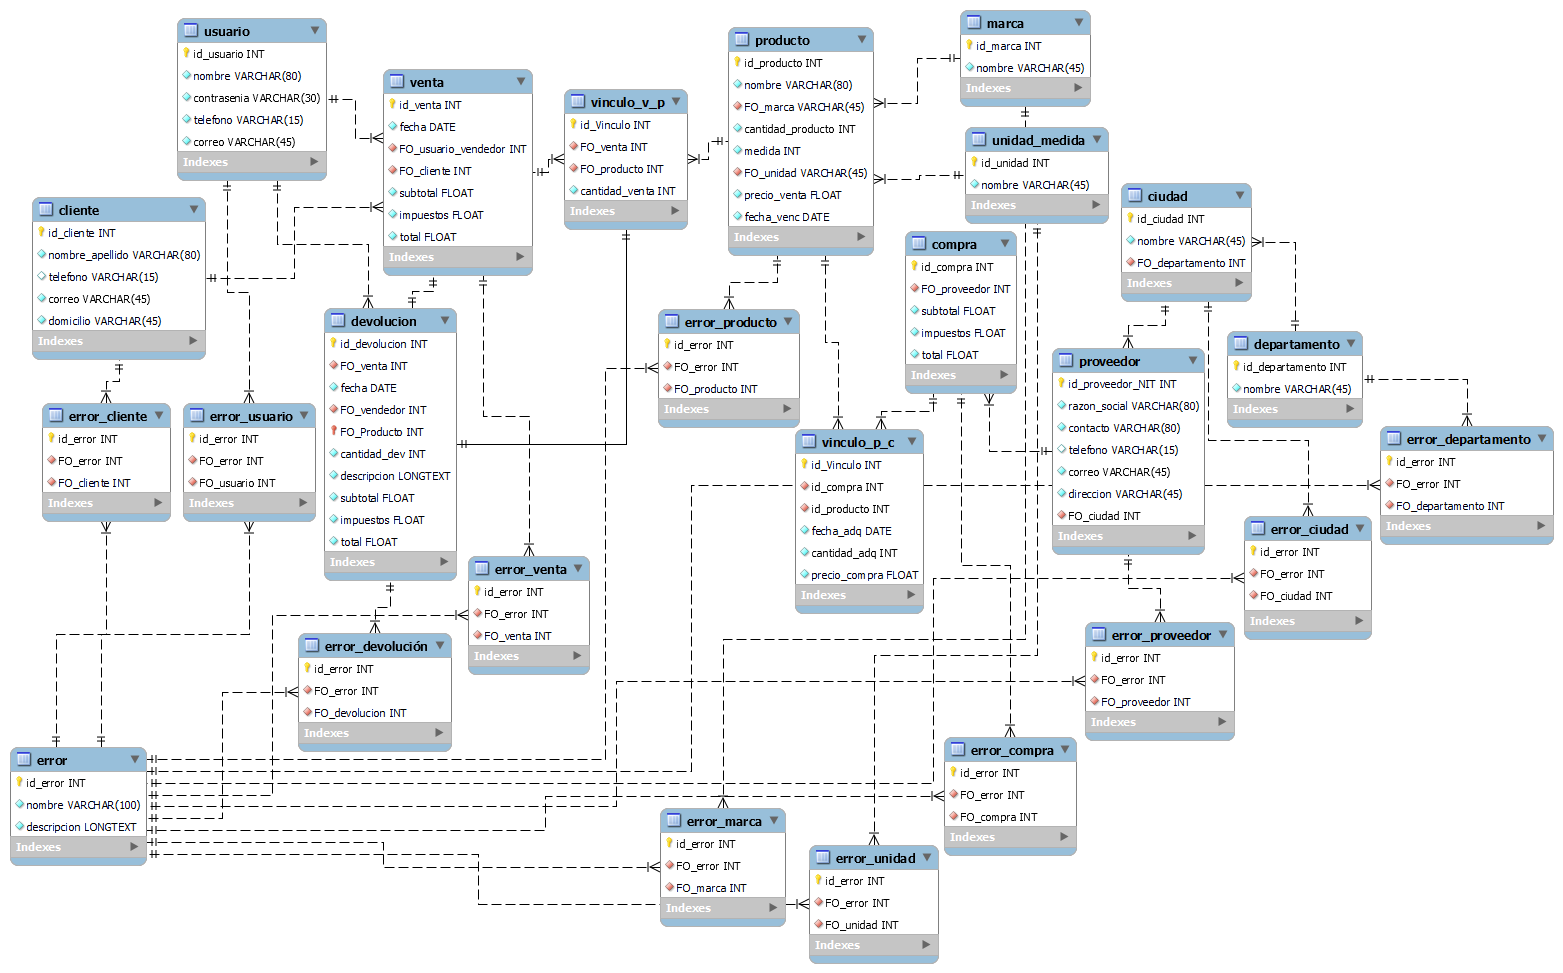 usuario
id_usuario INT
nombre VARCHAR(80)
contrasenia VARCHAR(30)
telefono VARCHAR(15)
correo VARCHAR(45)
Indexes
venta
id_venta INT
fecha DATE
FO_usuario_vendedor INT
FO_cliente INT
subtotal FLOAT
impuestos FLOAT
total FLOAT
Indexes
vinculo_v_p
id_Vinculo INT
FO_venta INT
FO_producto INT
cantidad_venta INT
Indexes
producto
id_producto INT
nombre VARCHAR(80)
FO_marca VARCHAR(45)
cantidad_producto INT
medida INT
FO_unidad VARCHAR(45)
precio_venta FLOAT
fecha_venc DATE
Indexes
marca
id_marca INT
nombre VARCHAR(45)
Indexes
unidad_medida
id_unidad INT
nombre VARCHAR(45)
Indexes
ciudad
id_ciudad INT
nombre VARCHAR(45)
FO_departamento INT
Indexes
cliente
id_cliente INT
nombre_apellido VARCHAR(80)
telefono VARCHAR(15)
correo VARCHAR(45)
domicilio VARCHAR(45)
Indexes
compra
id_compra INT
FO_proveedor INT
subtotal FLOAT
impuestos FLOAT
total FLOAT
Indexes
devolucion
id_devolucion INT
FO_venta INT
fecha DATE
FO_vendedor INT
FO_Producto INT
cantidad_dev INT
descripcion LONGTEXT
subtotal FLOAT
impuestos FLOAT
total FLOAT
Indexes
error_producto
id_error INT
FO_error INT
FO_producto INT
Indexes
departamento
id_departamento INT
nombre VARCHAR(45)
Indexes
proveedor
id_proveedor_NIT INT
razon_social VARCHAR(80)
contacto VARCHAR(80)
telefono VARCHAR(15)
correo VARCHAR(45)
direccion VARCHAR(45)
FO_ciudad INT
Indexes
error_cliente
id_error INT
FO_error INT
FO_cliente INT
Indexes
error_usuario
id_error INT
FO_error INT
FO_usuario INT
Indexes
vinculo_p_c
id_Vinculo INT
id_compra INT
id_producto INT
fecha_adq DATE
cantidad_adq INT
precio_compra FLOAT
Indexes
error_departamento
id_error INT
FO_error INT
FO_departamento INT
Indexes
error_ciudad
id_error INT
FO_error INT
FO_ciudad INT
Indexes
error_venta
id_error INT
FO_error INT
FO_venta INT
Indexes
error_devolución
id_error INT
FO_error INT
FO_devolucion INT
Indexes
error_proveedor
id_error INT
FO_error INT
FO_proveedor INT
Indexes
error
id_error INT
nombre VARCHAR(100)
descripcion LONGTEXT
Indexes
error_compra
id_error INT
FO_error INT
FO_compra INT
Indexes
error_marca
id_error INT
FO_error INT
FO_marca INT
Indexes
error_unidad
id_error INT
FO_error INT
FO_unidad INT
Indexes